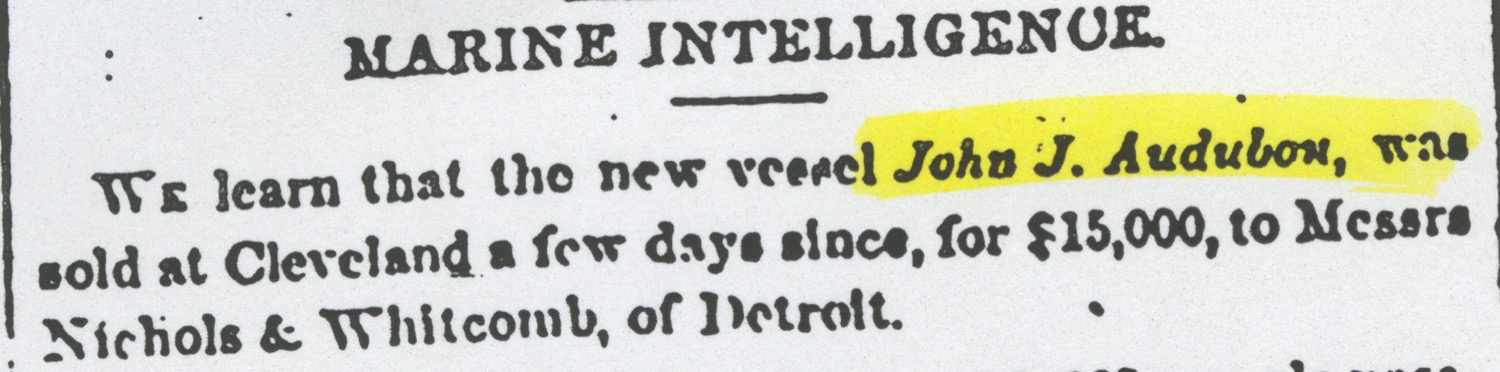 MARINE INTELLIGENCE.
WE learn that the new vessel John J. Audubon, was
sold at Cleveland a few days since, for $15,000, to Messrs
Nichols & Whitcomb, of Detroit.